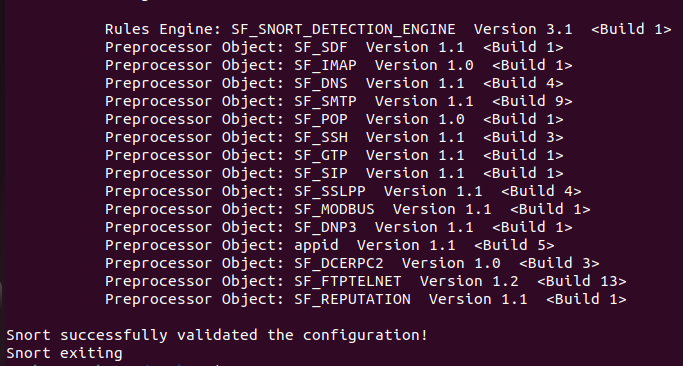 Rules Engine: SF_SNORT_DETECTION_ENGINE  Version 3.1  <Build 1>
Preprocessor Object: SF_SDF  Version 1.1  <Build 1>
Preprocessor Object: SF_IMAP  Version 1.0  <Build 1>
Preprocessor Object: SF_DNS  Version 1.1  <Build 4>
Preprocessor Object: SF_SMTP  Version 1.1  <Build 9>
Preprocessor Object: SF_POP  Version 1.0  <Build 1>
Preprocessor Object: SF_SSH  Version 1.1  <Build 3>
Preprocessor Object: SF_GTP  Version 1.1  <Build 1>
Preprocessor Object: SF_SIP  Version 1.1  <Build 1>
Preprocessor Object: SF_SSLPP  Version 1.1  <Build 4>
Preprocessor Object: SF_MODBUS  Version 1.1  <Build 1>
Preprocessor Object: SF_DNP3  Version 1.1  <Build 1>
Preprocessor Object: appid  Version 1.1  <Build 5>
Preprocessor Object: SF_DCERPC2  Version 1.0  <Build 3>
Preprocessor Object: SF_FTPTELNET  Version 1.2  <Build 13>
Preprocessor Object: SF_REPUTATION  Version 1.1  <Build 1>
Snort successfully validated the configuration!
Snort exiting